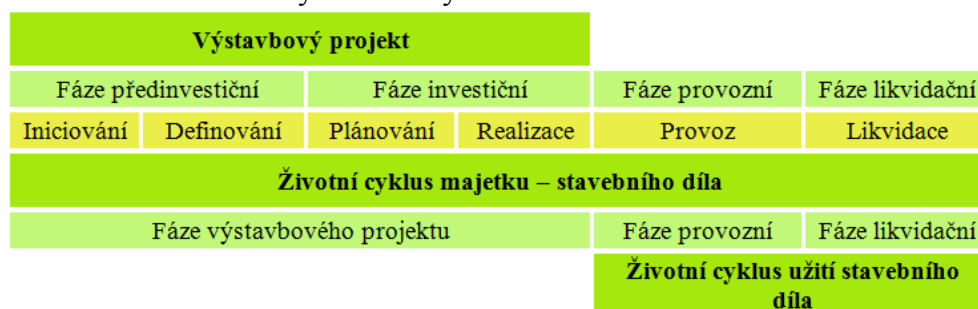 Výstavbový projekt
Fáze předinvestiční Fáze investiční Fáze provozní Fáze likvidační
Iniciování Definování Plánování Realizace Provoz Likvidace
Životní cyklus majetku – stavebního díla
Fáze výstavbového projektu Fáze provozní Fáze likvidační
Životní cyklus užití stavebního
díla